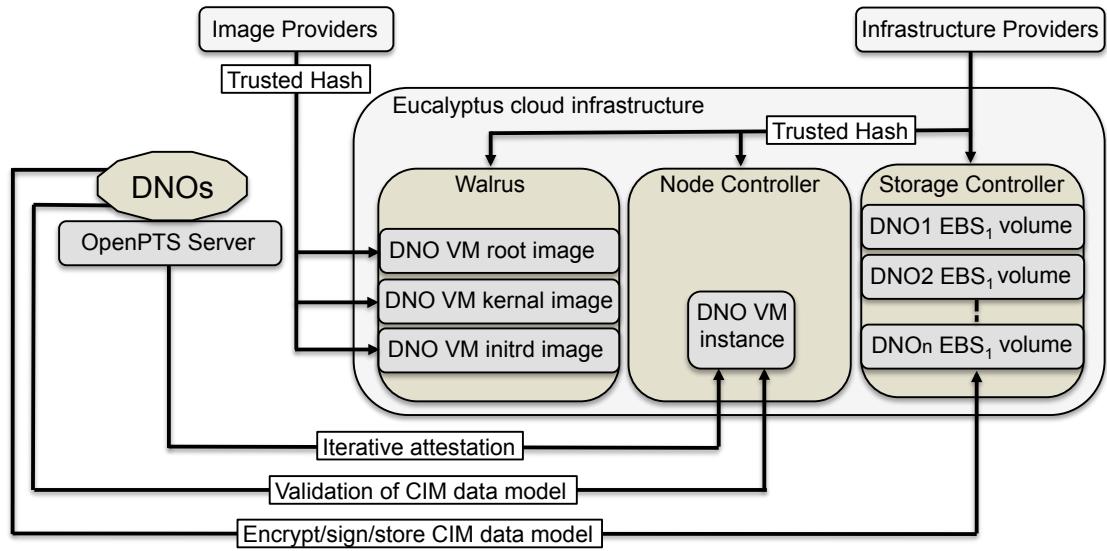 Image Providers
Infrastructure Providers
Trusted Hash
Eucalyptus cloud infrastructure
Trusted Hash
DNOs
OpenPTS Server
Walrus
DNO VM root image
DNO VM kernal image
DNO VM initrd image
Node Controller
DNO VM
instance
Storage Controller
DNO1 EBS₁ volume
DNO2 EBS₁ volume
DNOn EBS₁ volume
Iterative attestation
Validation of CIM data model
Encrypt/sign/store CIM data model